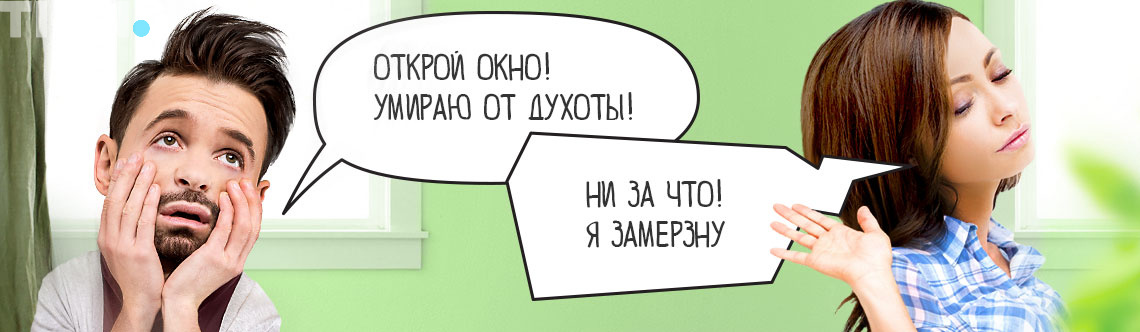 ОТКРОЙ ОКНО!
УМИРАЮ ОТ ДУХОТЫ!
НИ ЗА ЧТО!
Я ЗАМЕРЗНУ